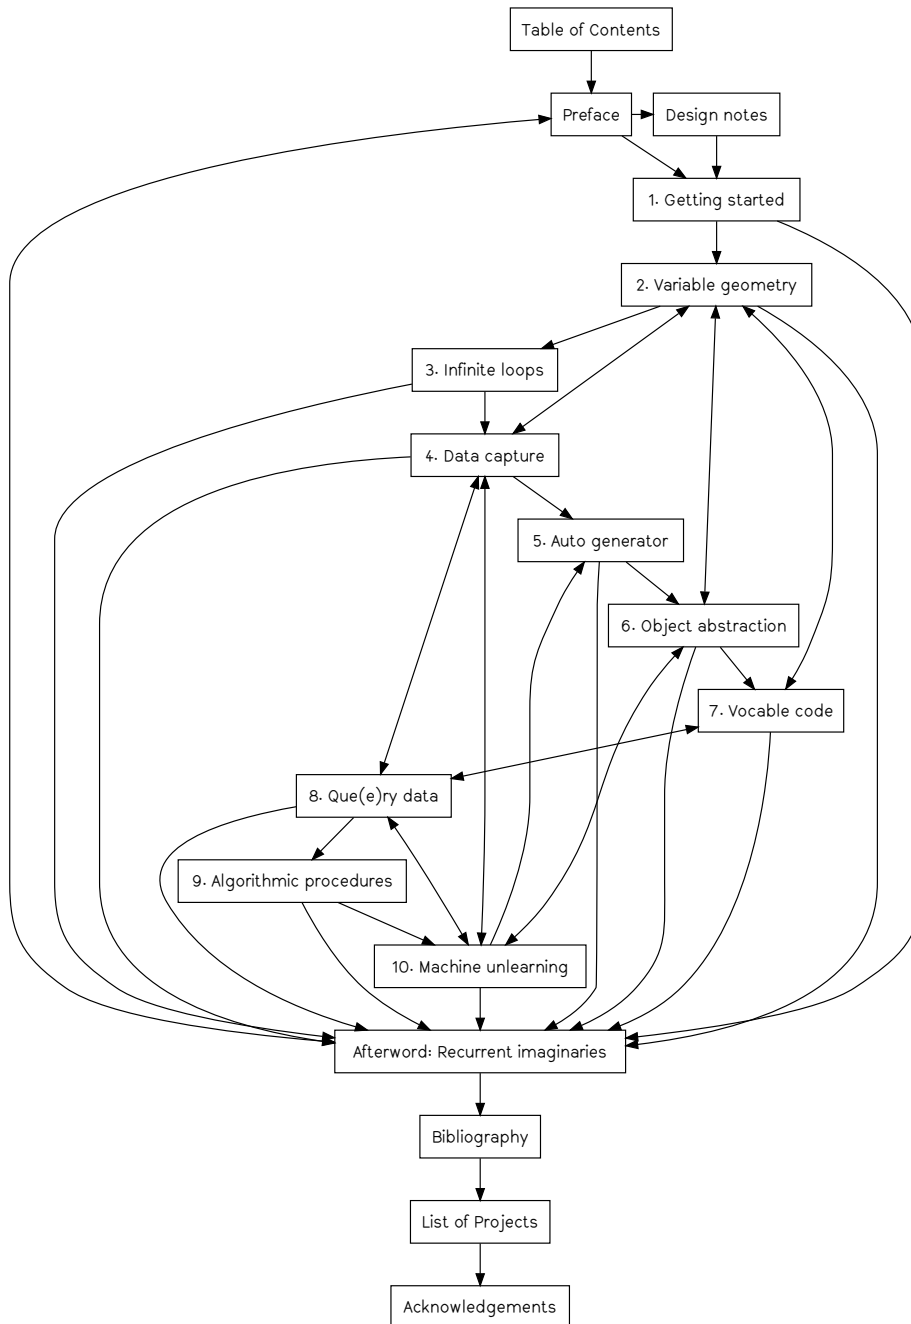 Table of Contents
Preface
Design notes
1. Getting started
2. Variable geometry
3. Infinite loops
4. Data capture
5. Auto generator
6. Object abstraction
7. Vocable code
8. Que(e)ry data
9. Algorithmic procedures
10. Machine unlearning
Afterword: Recurrent imaginaries
Bibliography
List of Projects
Acknowledgements